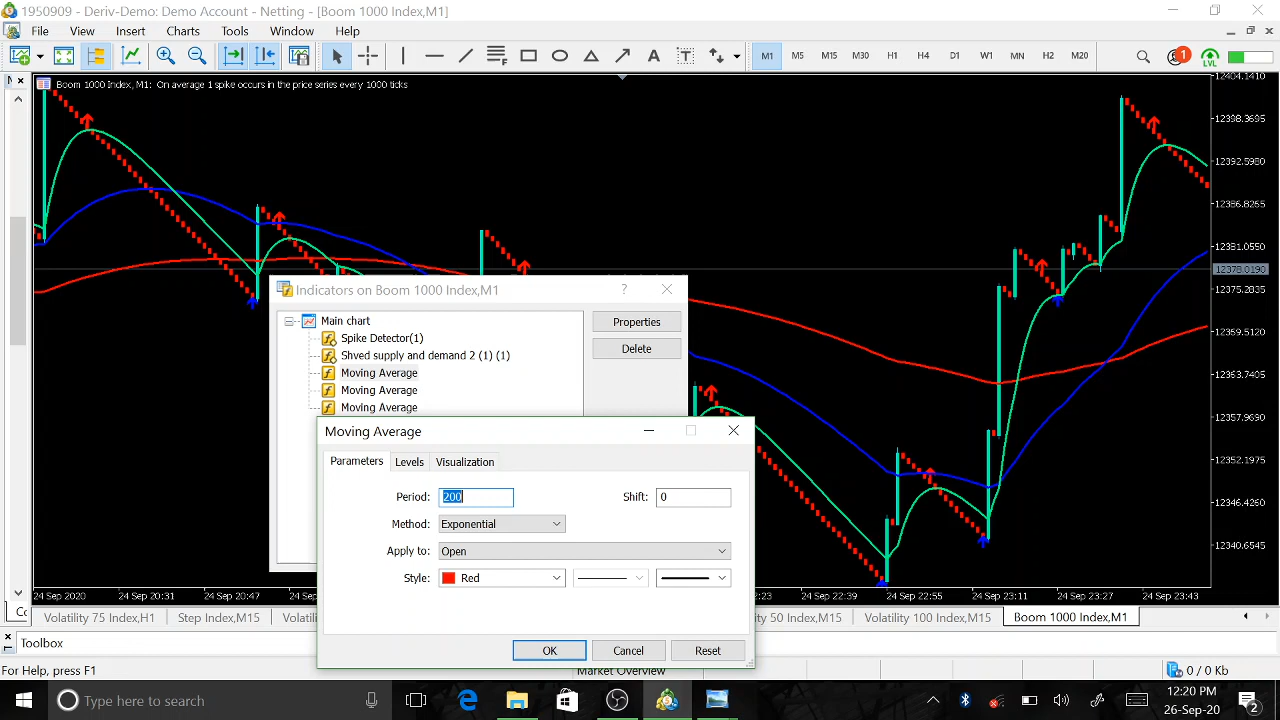 1950909 - Deriv-Demo: Demo Account - Netting - [Boom 1000 Index,M1]
File View Insert Charts Tools Window Help
M1 M5 M15 M30 H1 H4 D1 W1 MN H2 M20 1 LVL
Boom 1000 Index, M1: On average 1 spike occurs in the price series every 1000 ticks
12404.1410
12398.3695
12392.5980
12386.8265
12381.0550
12378.0190
12375.2835
12369.5120
12363.7405
12357.9690
12352.1975
12346.4260
12340.6545
Indicators on Boom 1000 Index,M1
Main chart
Spike Detector(1)
Shved supply and demand 2 (1) (1)
Moving Average
Moving Average
Moving Average
Properties
Delete
Moving Average
Parameters Levels Visualization
Period: 200 Shift: 0
Method: Exponential
Apply to: Open
Style: Red
OK Cancel Reset
24 Sep 2020 24 Sep 20:31 24 Sep 20:47 22:23 24 Sep 22:39 24 Sep 22:55 24 Sep 23:11 24 Sep 23:27 24 Sep 23:43
Volatility 75 Index,H1 Step Index,M15 50 Index,M15 Volatility 100 Index,M15 Boom 1000 Index,M1
Toolbox
For Help, press F1 Market Overview 0 / 0 Kb
Type here to search
12:20 PM
26-Sep-20
2